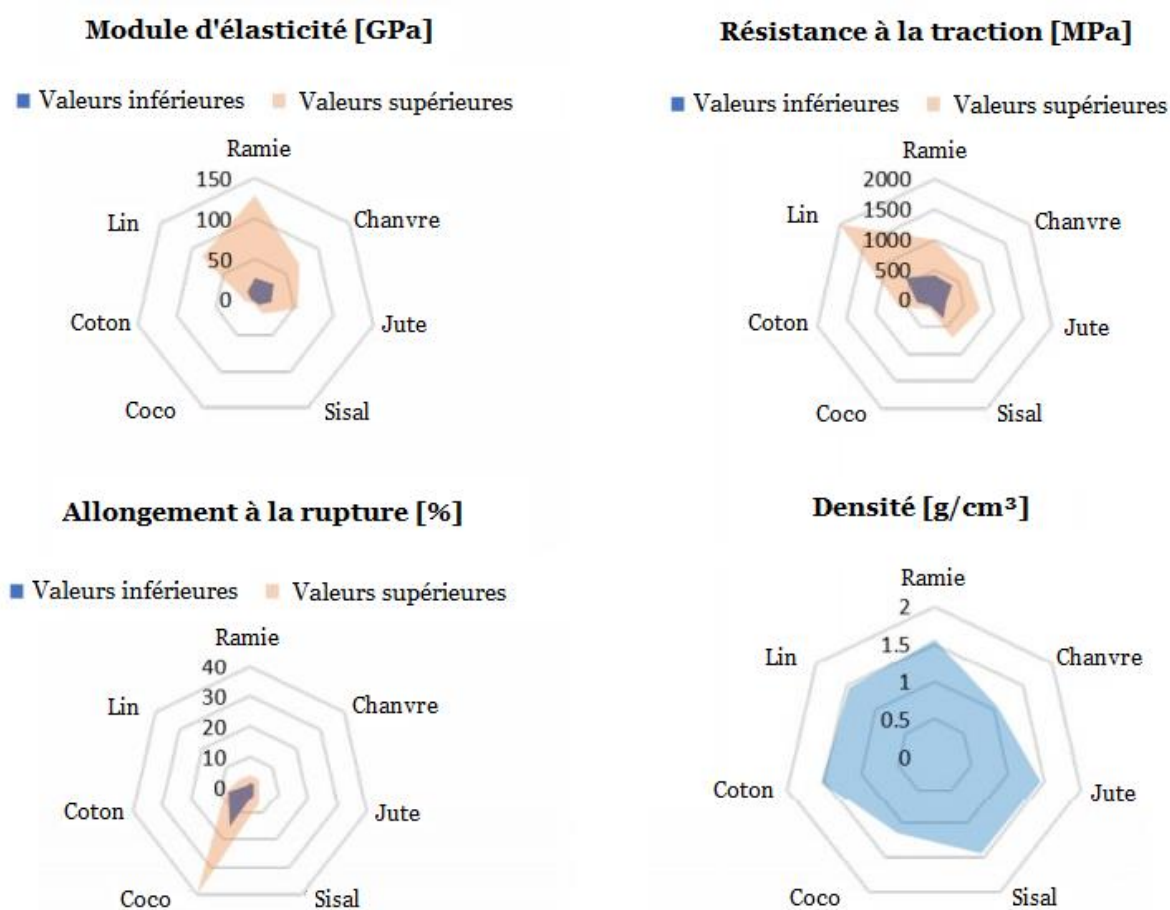 Module d'élasticité [GPa]
Valeurs inférieures Valeurs supérieures
Ramie
150
100
50
0
Chanvre
Jute
Sisal
Coco
Coton
Lin
Résistance à la traction [MPa]
Valeurs inférieures Valeurs supérieures
Ramie
2000
1500
1000
500
0
Chanvre
Jute
Sisal
Coco
Coton
Lin
Allongement à la rupture [%]
Valeurs inférieures Valeurs supérieures
Ramie
40
30
20
10
0
Chanvre
Jute
Sisal
Coco
Coton
Lin
Densité [g/cm³]
Ramie
2
1.5
1
0.5
0
Chanvre
Jute
Sisal
Coco
Coton
Lin